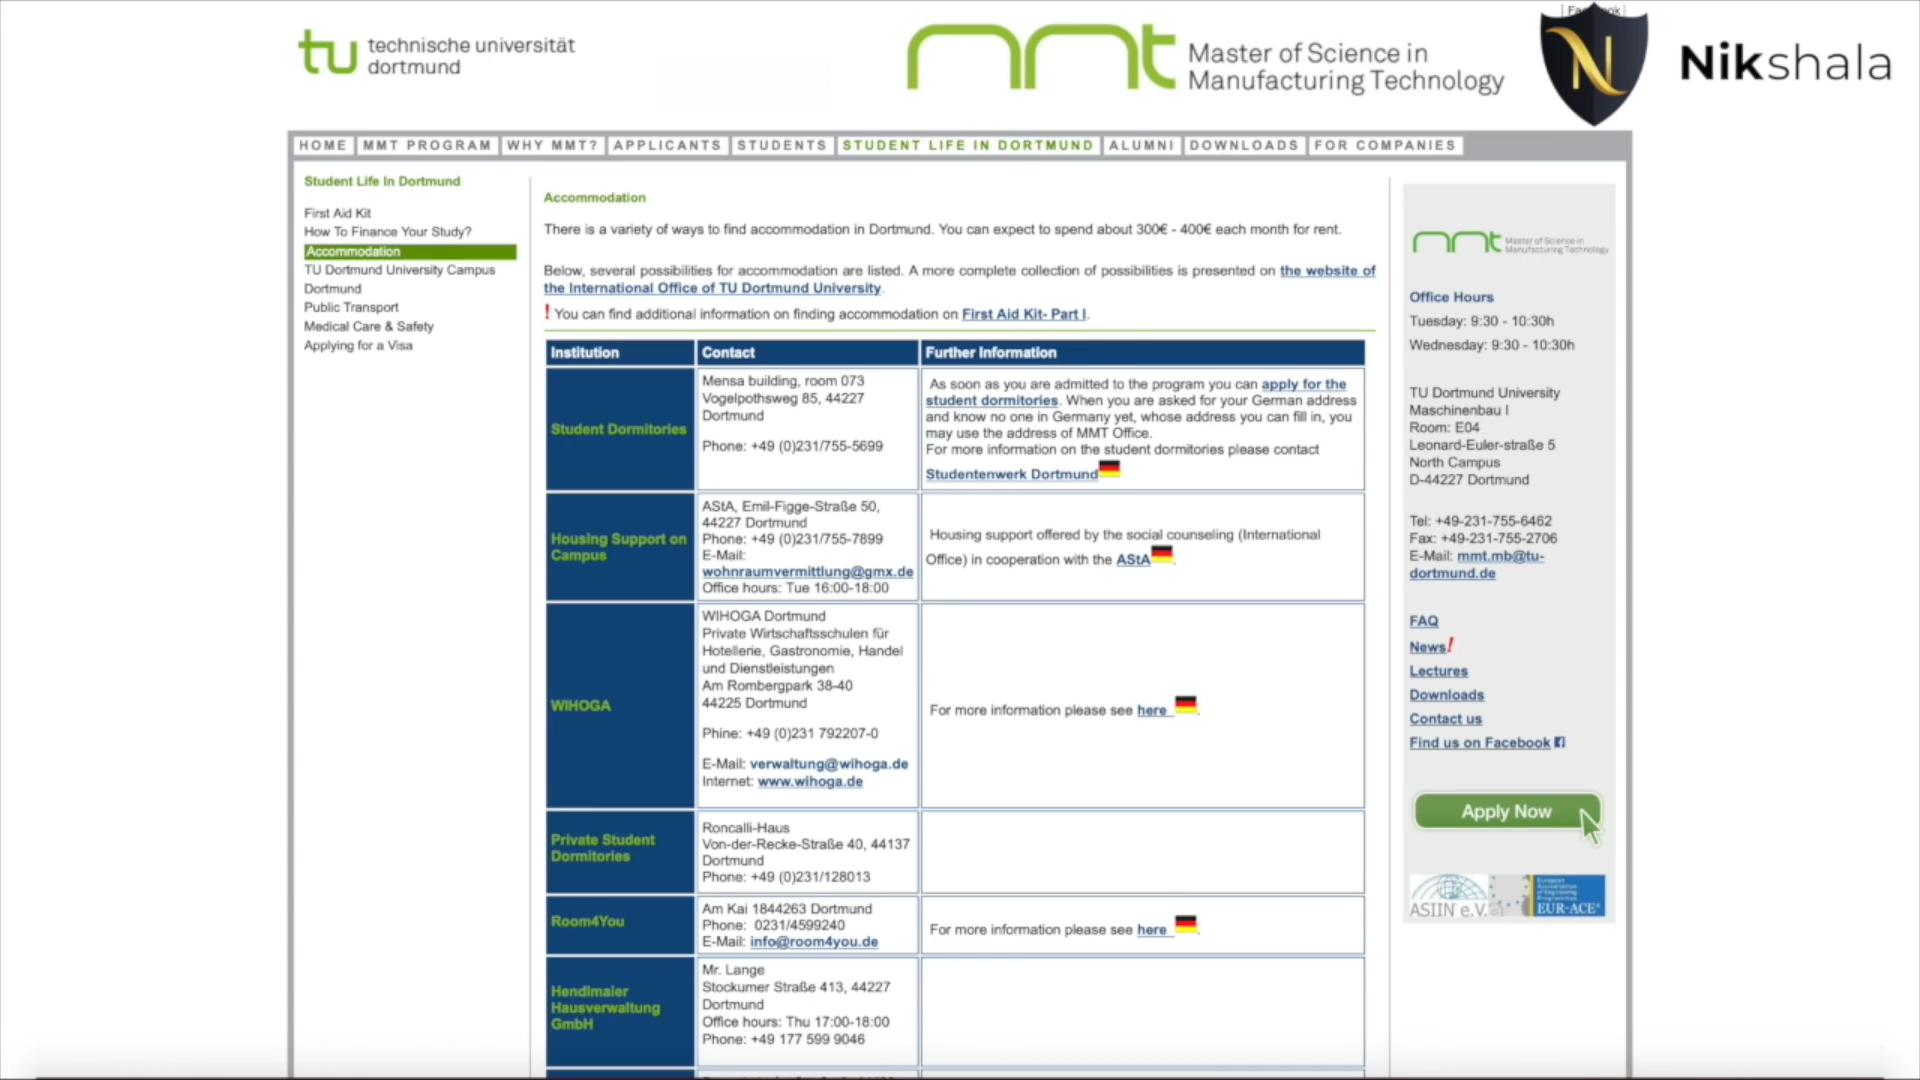 technische universität
dortmund
Master of Science in
Manufacturing Technology
Nikshala
HOME
MMT PROGRAM
WHY MMT?
APPLICANTS
STUDENTS
STUDENT LIFE IN DORTMUND
ALUMNI
DOWNLOADS
FOR COMPANIES
Student Life In Dortmund
First Aid Kit
How To Finance Your Study?
Accommodation
TU Dortmund University Campus
Dortmund
Public Transport
Medical Care & Safety
Applying for a Visa
Accommodation
There is a variety of ways to find accommodation in Dortmund. You can expect to spend about 300€ - 400€ each month for rent.
Below, several possibilities for accommodation are listed. A more complete collection of possibilities is presented on the website of
the International Office of TU Dortmund University.
! You can find additional information on finding accommodation on First Aid Kit- Part I.
Institution
Contact
Further Information
Student Dormitories
Mensa building, room 073
Vogelpothsweg 85, 44227
Dortmund
Phone: +49 (0)231/755-5699
As soon as you are admitted to the program you can apply for the
student dormitories. When you are asked for your German address
and know no one in Germany yet, whose address you can fill in, you
may use the address of MMT Office.
For more information on the student dormitories please contact
Studentenwerk Dortmund
Housing Support on
Campus
AStA, Emil-Figge-Straße 50,
44227 Dortmund
Phone: +49 (0)231/755-7899
E-Mail:
wohnraumvermittlung@gmx.de
Office hours: Tue 16:00-18:00
Housing support offered by the social counseling (International
Office) in cooperation with the AStA.
WIHOGA
WIHOGA Dortmund
Private Wirtschaftsschulen für
Hotellerie, Gastronomie, Handel
und Dienstleistungen
Am Rombergpark 38-40
44225 Dortmund
Phine: +49 (0)231 792207-0
E-Mail: verwaltung@wihoga.de
Internet: www.wihoga.de
For more information please see here .
Private Student
Dormitories
Roncalli-Haus
Von-der-Recke-Straße 40, 44137
Dortmund
Phone: +49 (0)231/128013
Room4You
Am Kai 1844263 Dortmund
Phone: 0231/4599240
E-Mail: info@room4you.de
For more information please see here .
Hendlmaier
Hausverwaltung
GmbH
Mr. Lange
Stockumer Straße 413, 44227
Dortmund
Office hours: Thu 17:00-18:00
Phone: +49 177 599 9046
Master of Science in
Manufacturing Technology
Office Hours
Tuesday: 9:30 - 10:30h
Wednesday: 9:30 - 10:30h
TU Dortmund University
Maschinenbau I
Room: E04
Leonard-Euler-straße 5
North Campus
D-44227 Dortmund
Tel: +49-231-755-6462
Fax: +49-231-755-2706
E-Mail: mmt.mb@tu-
dortmund.de
FAQ
News!
Lectures
Downloads
Contact us
Find us on Facebook
Apply Now
ASIIN e.V.
European
Accreditation
of Engineering
Programmes
EUR-ACE®